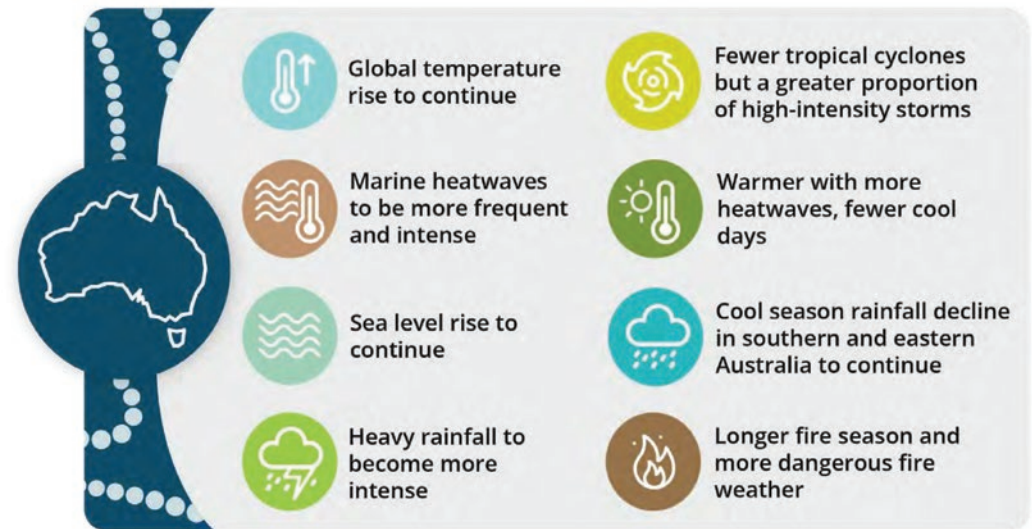 Global temperature
rise to continue
Marine heatwaves
to be more frequent
and intense
Sea level rise to
continue
Heavy rainfall to
become more
intense
Fewer tropical cyclones
but a greater proportion
of high-intensity storms
Warmer with more
heatwaves, fewer cool
days
Cool season rainfall decline
in southern and eastern
Australia to continue
Longer fire season and
more dangerous fire
weather